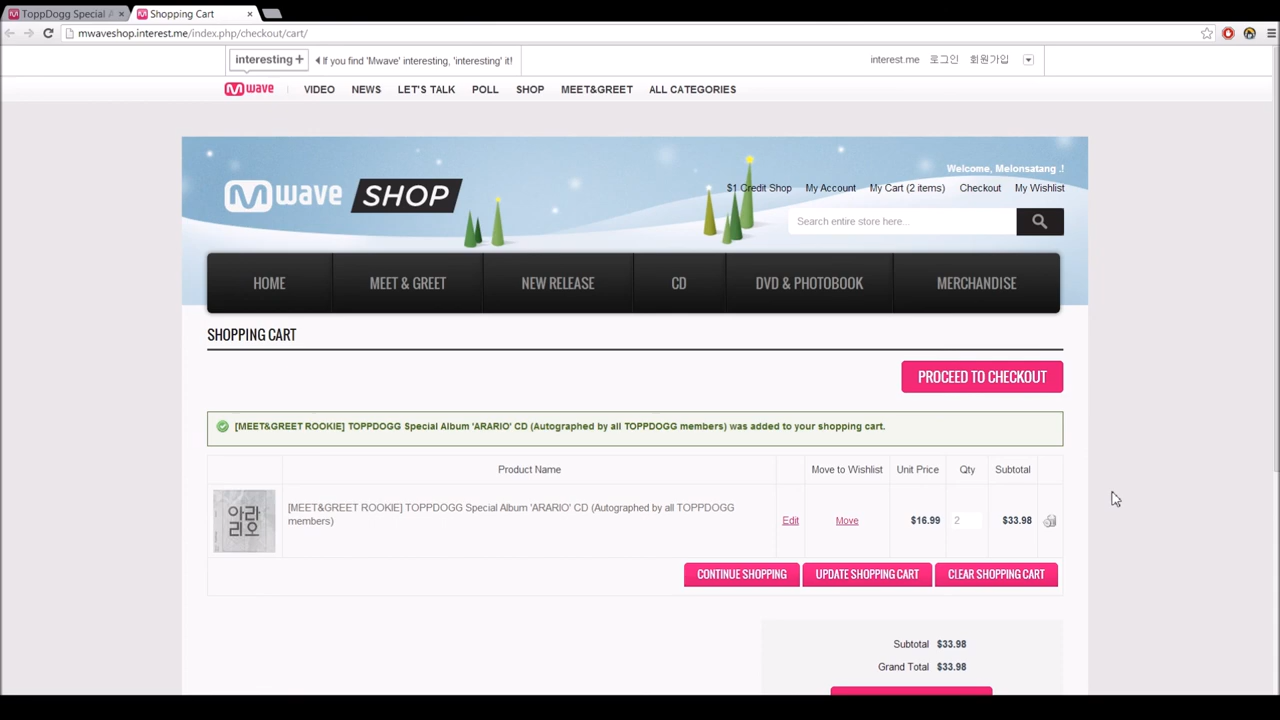 ToppDogg Special A
Shopping Cart
mwaveshop.interest.me/index.php/checkout/cart/
interesting +
If you find 'Mwave' interesting, 'interesting' it!
interest.me 로그인 회원가입
M wave VIDEO NEWS LET'S TALK POLL SHOP MEET&GREET ALL CATEGORIES
Welcome, Melonsatang .!
$1 Credit Shop My Account My Cart (2 items) Checkout My Wishlist
M wave SHOP
Search entire store here...
HOME MEET & GREET NEW RELEASE CD DVD & PHOTOBOOK MERCHANDISE
SHOPPING CART
PROCEED TO CHECKOUT
[MEET&GREET ROOKIE] TOPPDOGG Special Album 'ARARIO' CD (Autographed by all TOPPDOGG members) was added to your shopping cart.
Product Name Move to Wishlist Unit Price Qty Subtotal
아라
리오
[MEET&GREET ROOKIE] TOPPDOGG Special Album 'ARARIO' CD (Autographed by all TOPPDOGG
members)
Edit Move $16.99 2 $33.98
CONTINUE SHOPPING UPDATE SHOPPING CART CLEAR SHOPPING CART
Subtotal $33.98
Grand Total $33.98